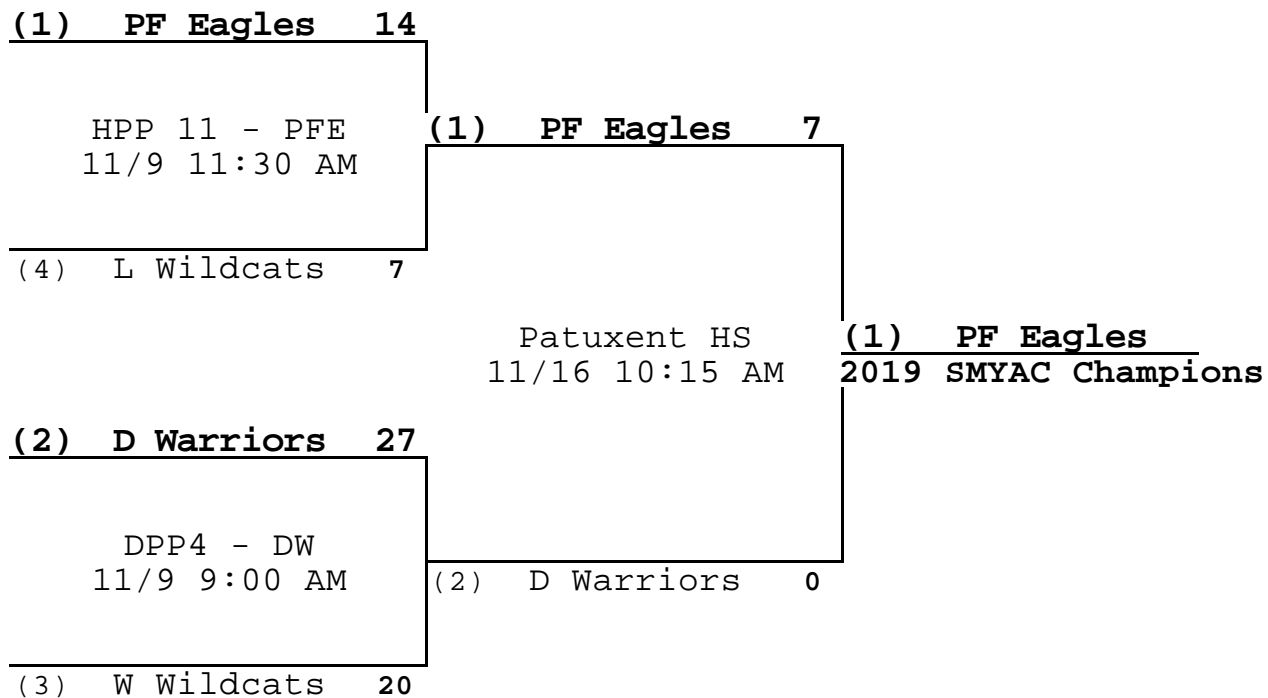 (1) PF Eagles 14
HPP 11 - PFE
11/9 11:30 AM
(4) L Wildcats 7
(1) PF Eagles 7
Patuxent HS
11/16 10:15 AM
(1) PF Eagles
2019 SMYAC Champions
(2) D Warriors 27
DPP4 - DW
11/9 9:00 AM
(2) D Warriors 0
(3) W Wildcats 20